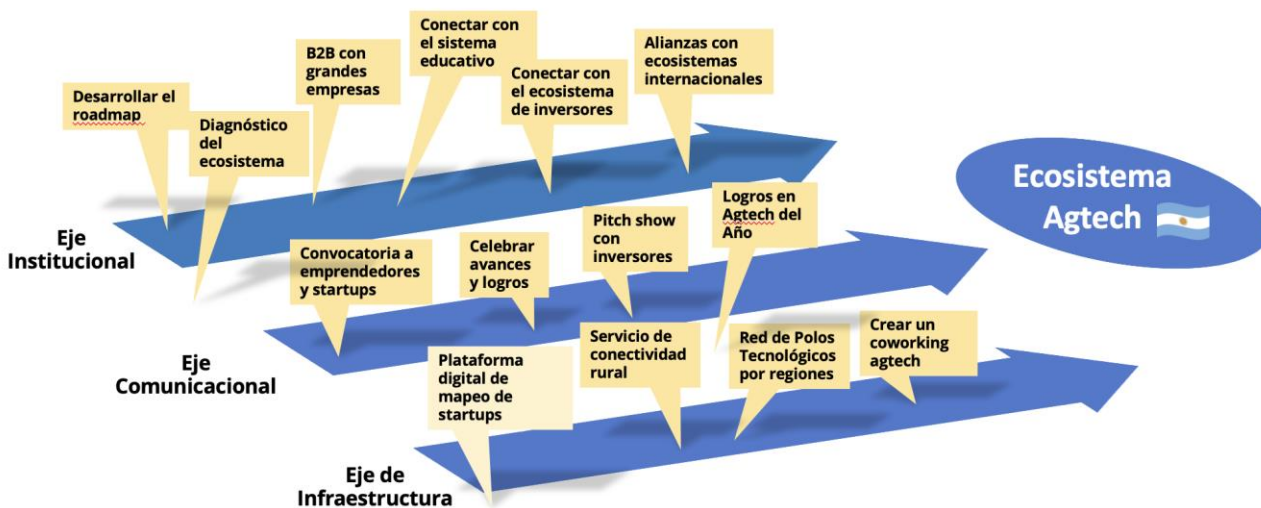 Desarrollar el
roadmap
Diagnóstico
del
ecosistema
B2B con
grandes
empresas
Conectar con
el sistema
educativo
Conectar con
el ecosistema
de inversores
Alianzas con
ecosistemas
internacionales
Eje
Institucional
Ecosistema
Agtech
Convocatoria a
emprendedores
y startups
Celebrar
avances
y logros
Pitch show
con
inversores
Logros en
Agtech del
Año
Eje
Comunicacional
Plataforma
digital de
mapeo de
startups
Servicio de
conectividad
rural
Red de Polos
Tecnológicos
por regiones
Crear un
coworking
agtech
Eje de
Infraestructura